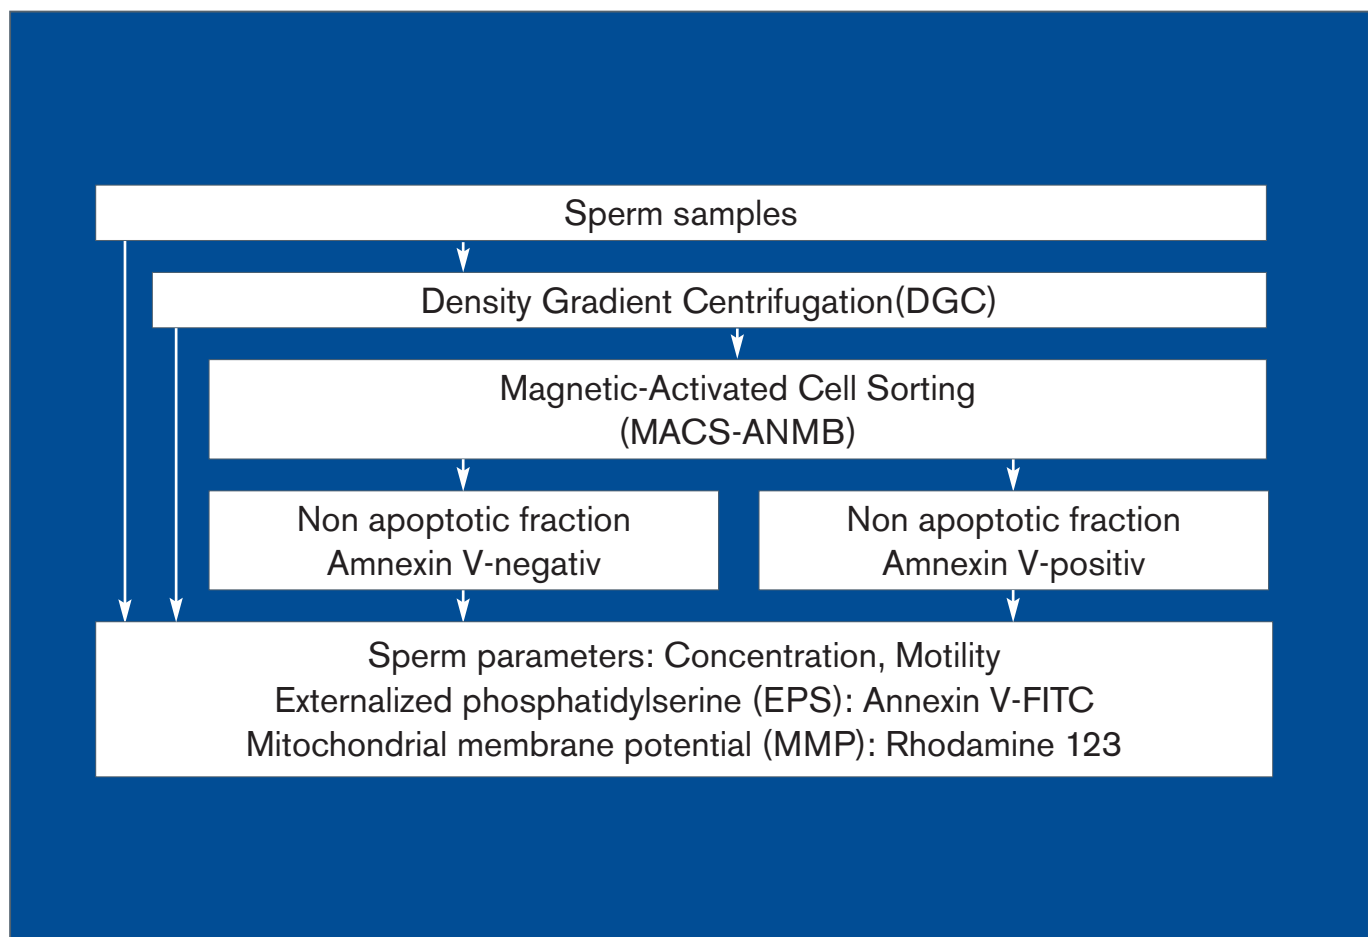 Sperm samples
Density Gradient Centrifugation(DGC)
Magnetic-Activated Cell Sorting
(MACS-ANMB)
Non apoptotic fraction
Amnexin V-negativ
Non apoptotic fraction
Amnexin V-positiv
Sperm parameters: Concentration, Motility
Externalized phosphatidylserine (EPS): Annexin V-FITC
Mitochondrial membrane potential (MMP): Rhodamine 123